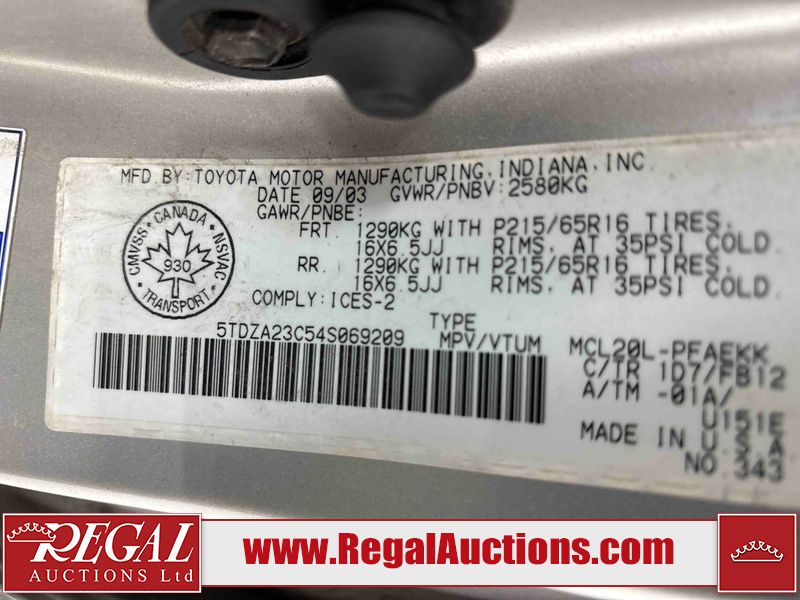 MFD.BY:TOYOTA MOTOR MANUFACTURING,INDIANA,INC.
DATE 09/03 GVWR/PNBV:2580KG
GAWR/PNBE:
FRT. 1290KG WITH P215/65R16 TIRES.
16X6.5JJ RIMS. AT 35PSI COLD
RR. 1290KG WITH P215/65R16 TIRES.
16X6.5JJ RIMS. AT 35PSI COLD
COMPLY:ICES-2
CMVSS · CANADA · NSVAC
930
TRANSPORT
5TDZA23C54S069209
TYPE
MPV/VTUM
MCL20L-PFAEKK
C/TR 1D7/FB12
A/TM -01A/
U151E
MADE IN U.S.A
NO.343
REGAL
AUCTIONS Ltd
www.RegalAuctions.com